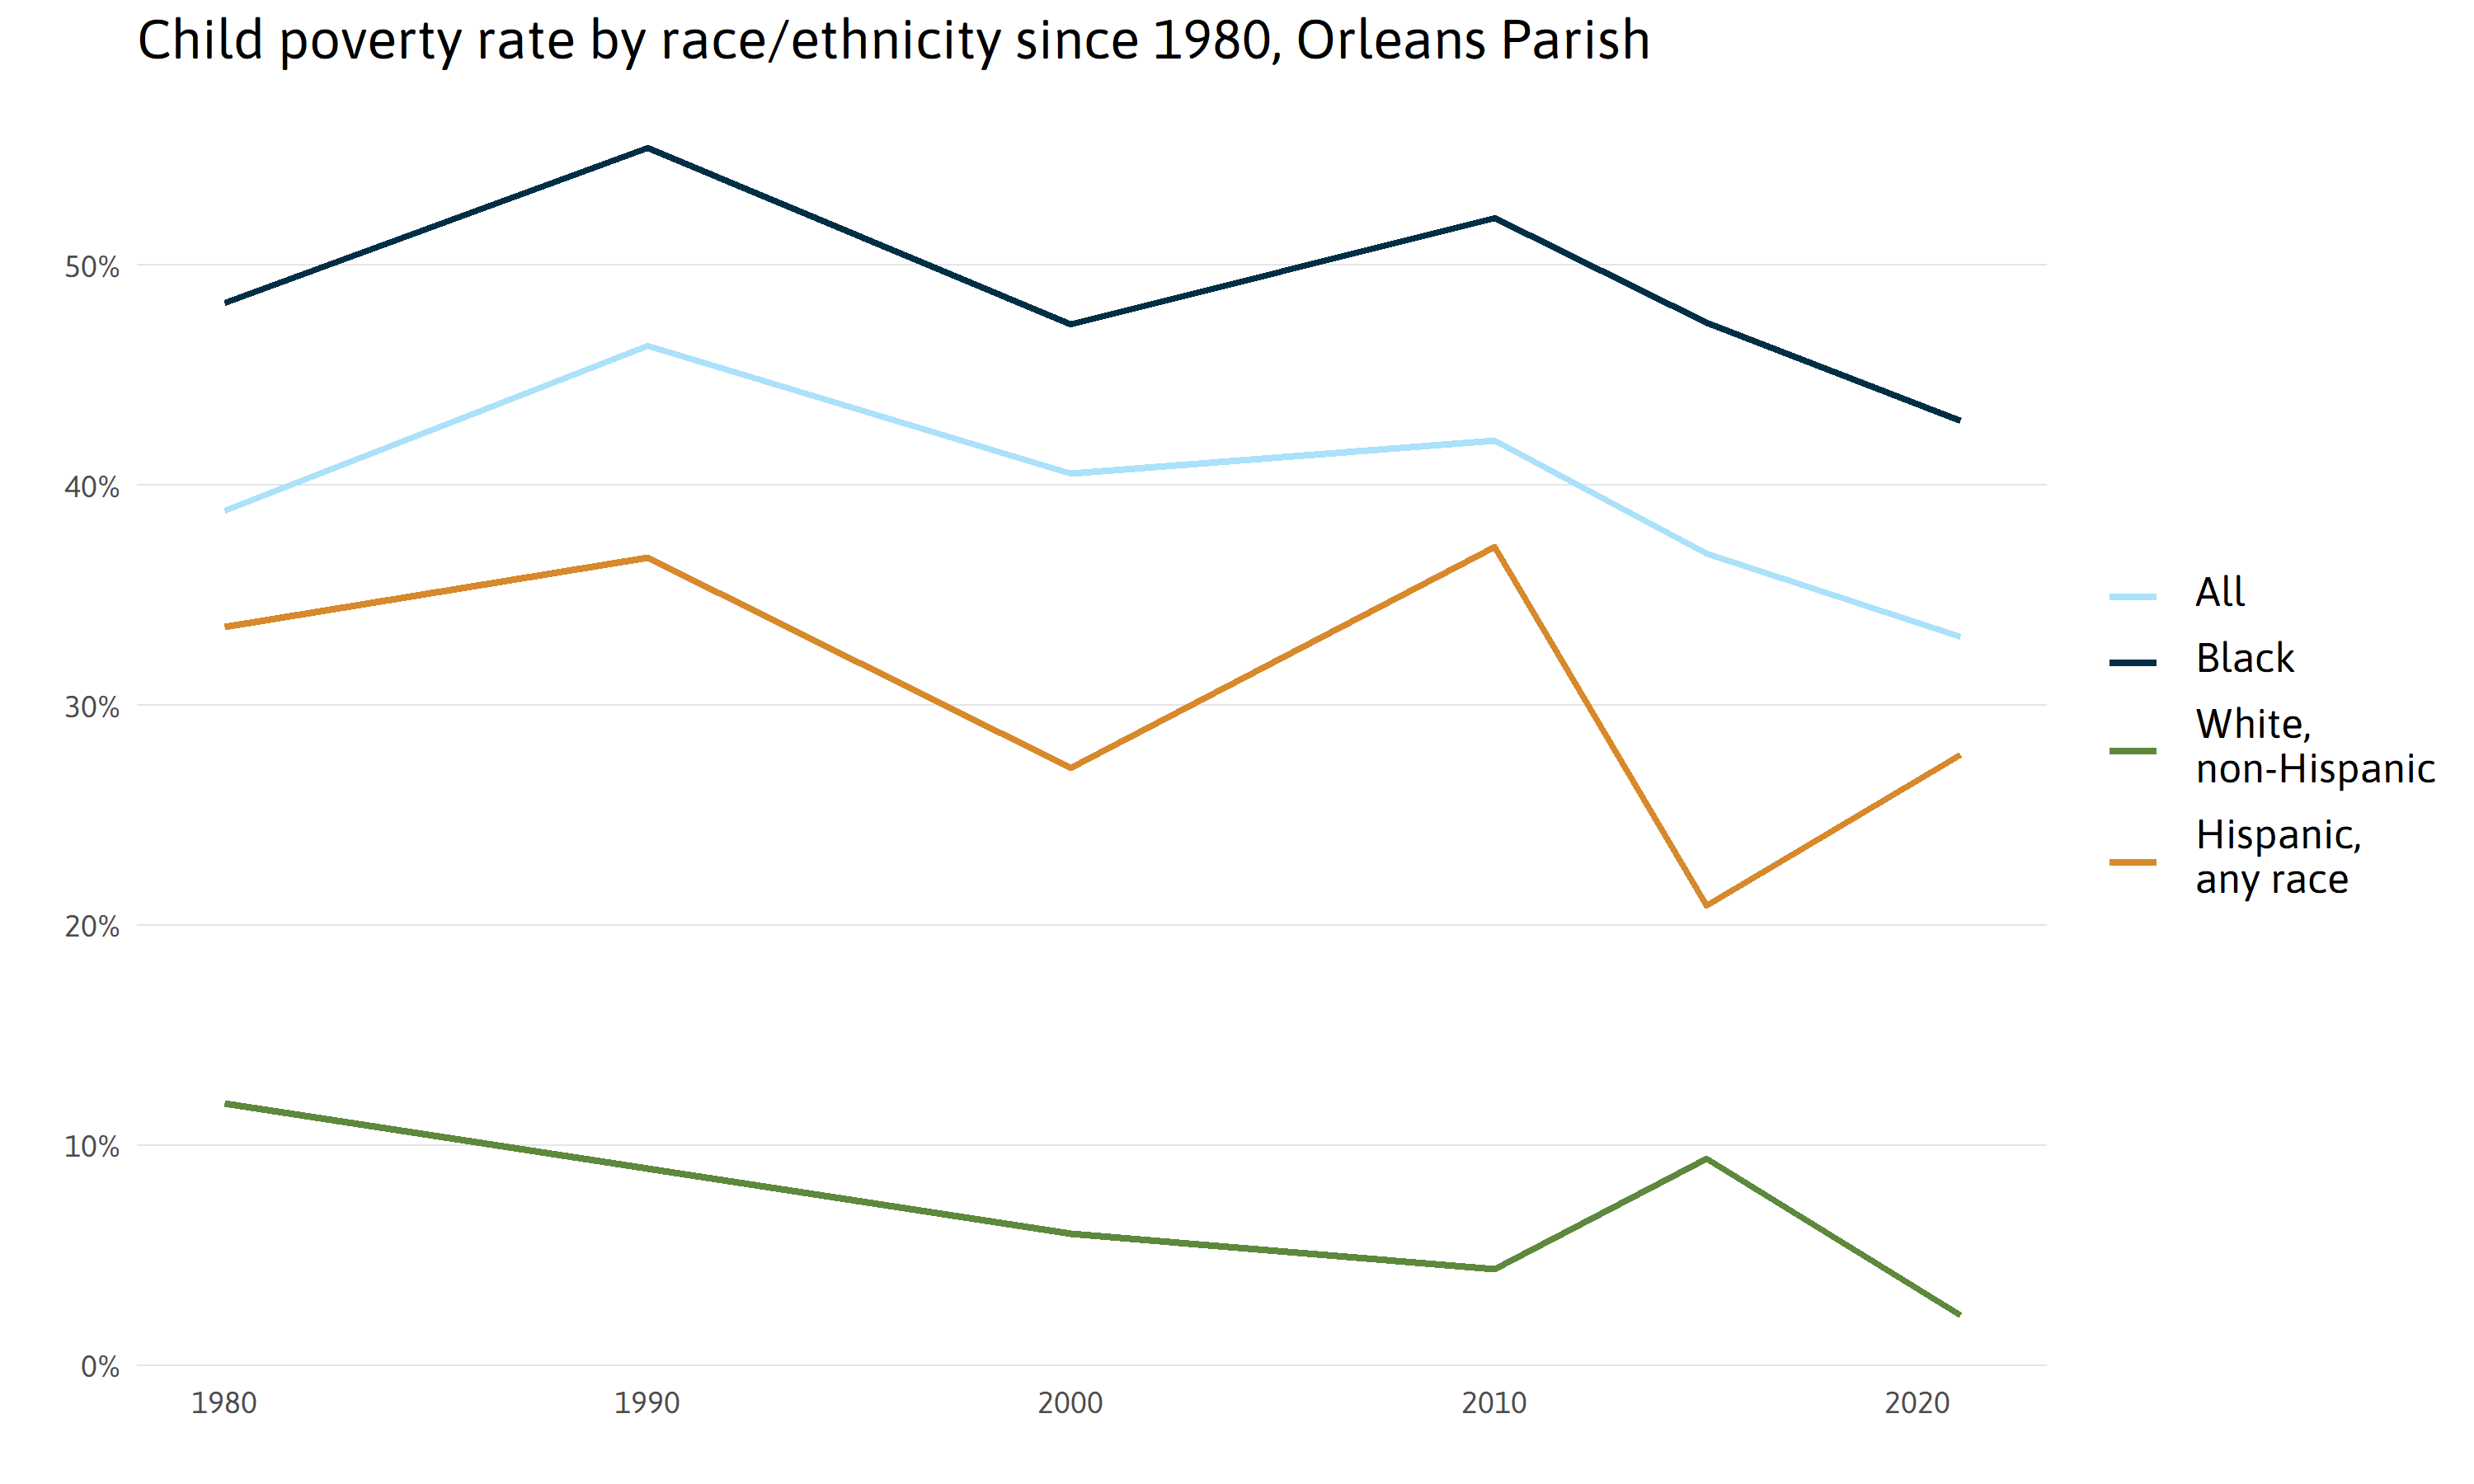 Child poverty rate by race/ethnicity since 1980, Orleans Parish
50%
40%
30%
20%
10%
0%
1980 1990 2000 2010 2020
All
Black
White,
non-Hispanic
Hispanic,
any race